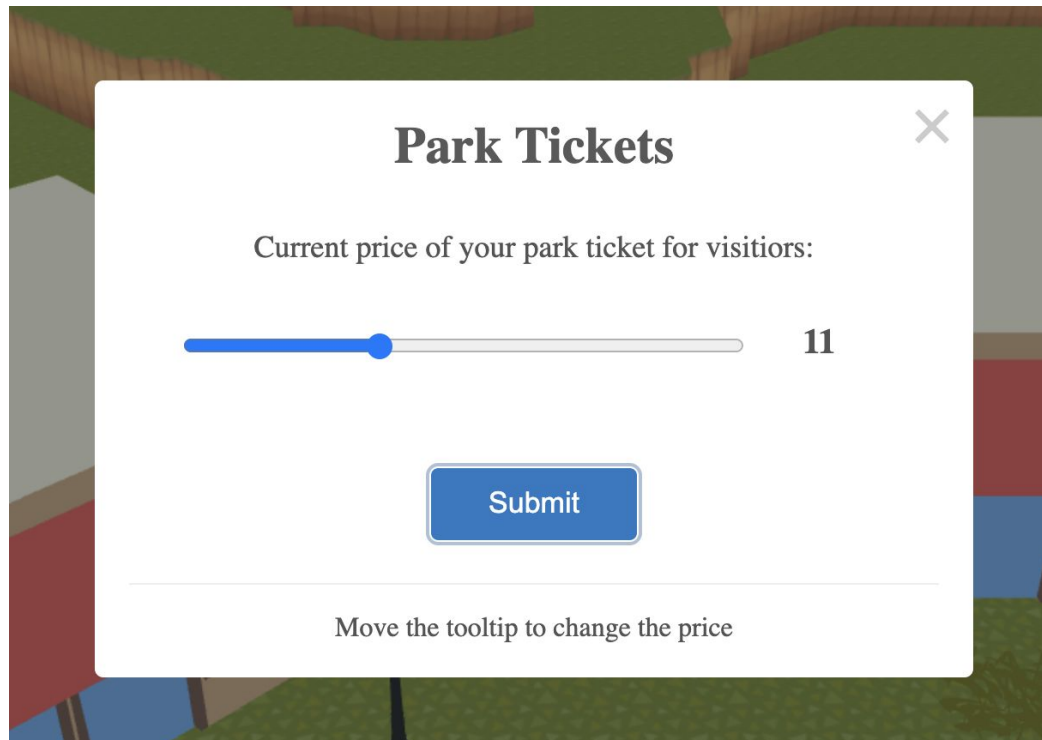 Park Tickets
Current price of your park ticket for visitiors:
11
Submit
Move the tooltip to change the price